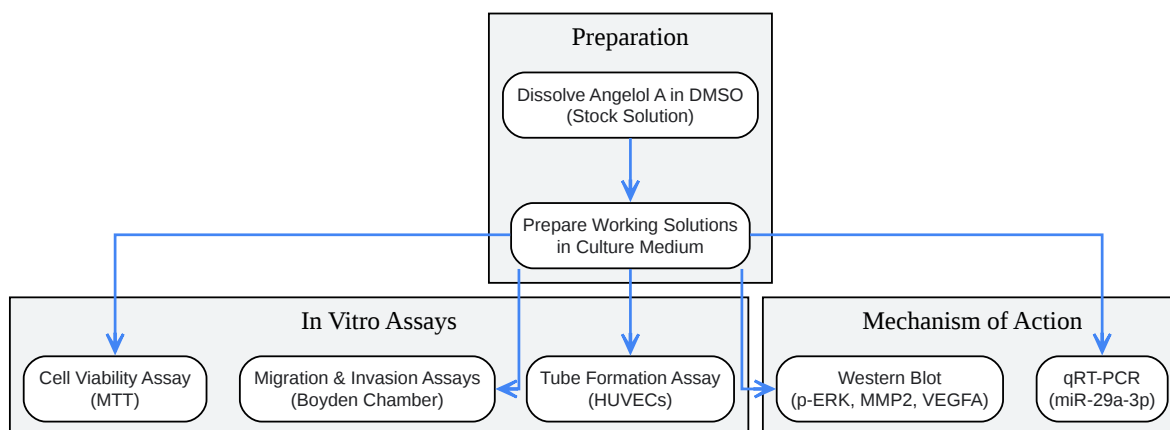 Preparation
Dissolve Angelol A in DMSO
(Stock Solution)
Prepare Working Solutions
in Culture Medium
In Vitro Assays
Cell Viability Assay
(MTT)
Migration & Invasion Assays
(Boyden Chamber)
Tube Formation Assay
(HUVECs)
Mechanism of Action
Western Blot
(p-ERK, MMP2, VEGFA)
qRT-PCR
(miR-29a-3p)